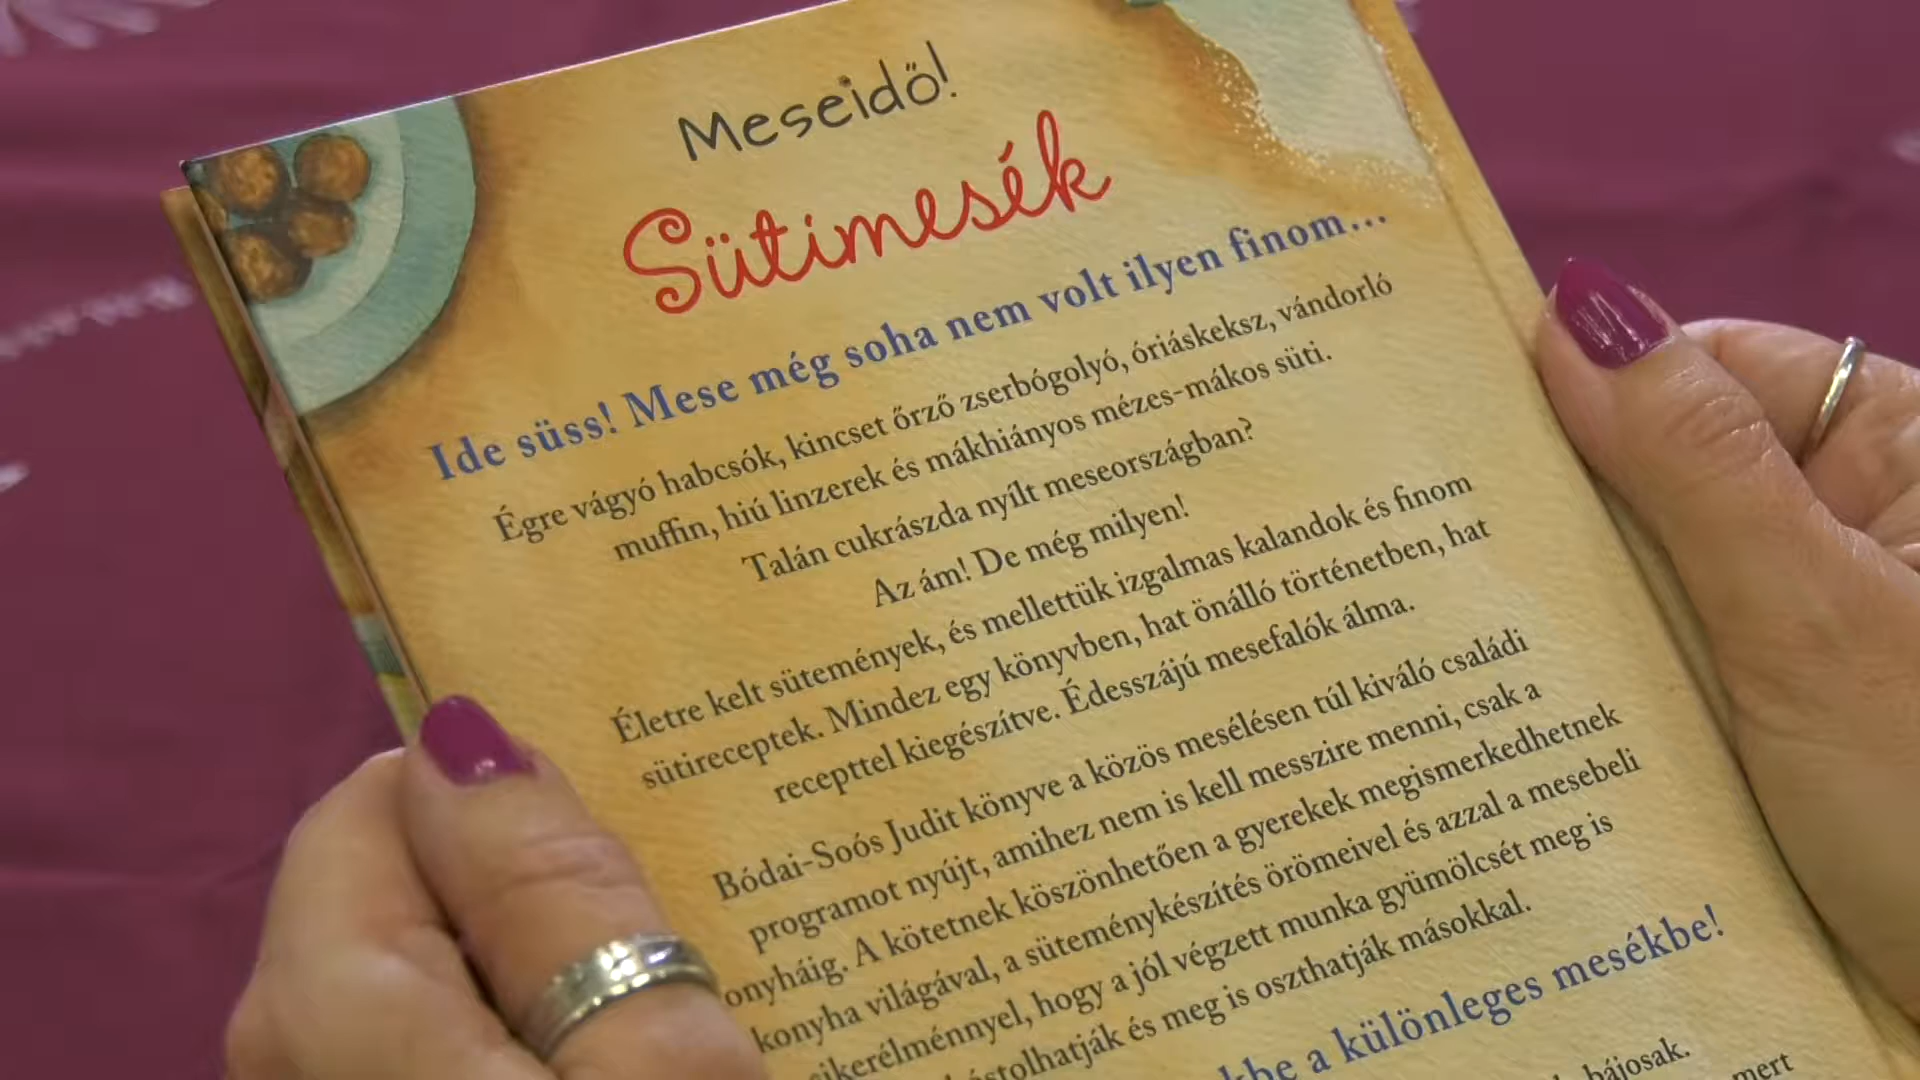 Meseidő!
Sütimesék
Ide süss! Mese még soha nem volt ilyen finom...
Égre vágyó habcsók, kincset őrző zserbógolyó, óriáskeksz, vándorló
muffin, hiú linzerek és mákhiányos mézes-mákos süti.
Talán cukrászda nyílt meseországban?
Az ám! De még milyen!
Életre kelt sütemények, és mellettük izgalmas kalandok és finom
sütireceptek. Mindez egy könyvben, hat önálló történetben, hat
recepttel kiegészítve. Édesszájú mesefalók álma.
Bódai-Soós Judit könyve a közös mesélésen túl kiváló családi
programot nyújt, amihez nem is kell messzire menni, csak a
onyháig. A kötetnek köszönhetően a gyerekek megismerkedhetnek
konyha világával, a süteménykészítés örömeivel és azzal a mesebeli
sikerélménnyel, hogy a jól végzett munka gyümölcsét meg is
óstolhatják és meg is oszthatják másokkal.
kbe a különleges mesékbe!
bájosak.
mert